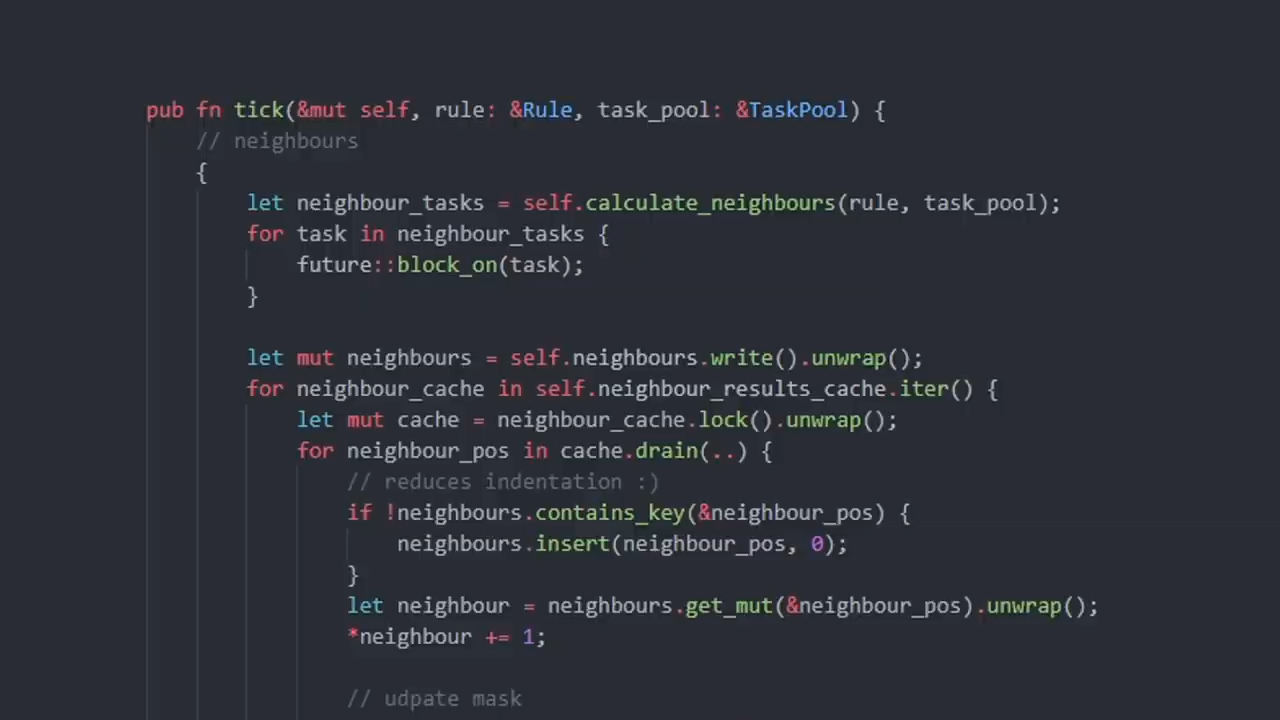 pub fn tick(&mut self, rule: &Rule, task_pool: &TaskPool) {
// neighbours
{
let neighbour_tasks = self.calculate_neighbours(rule, task_pool);
for task in neighbour_tasks {
future::block_on(task);
}
let mut neighbours = self.neighbours.write().unwrap();
for neighbour_cache in self.neighbour_results_cache.iter() {
let mut cache = neighbour_cache.lock().unwrap();
for neighbour_pos in cache.drain(..) {
// reduces indentation :)
if !neighbours.contains_key(&neighbour_pos) {
neighbours.insert(neighbour_pos, 0);
}
let neighbour = neighbours.get_mut(&neighbour_pos).unwrap();
*neighbour += 1;
// udpate mask